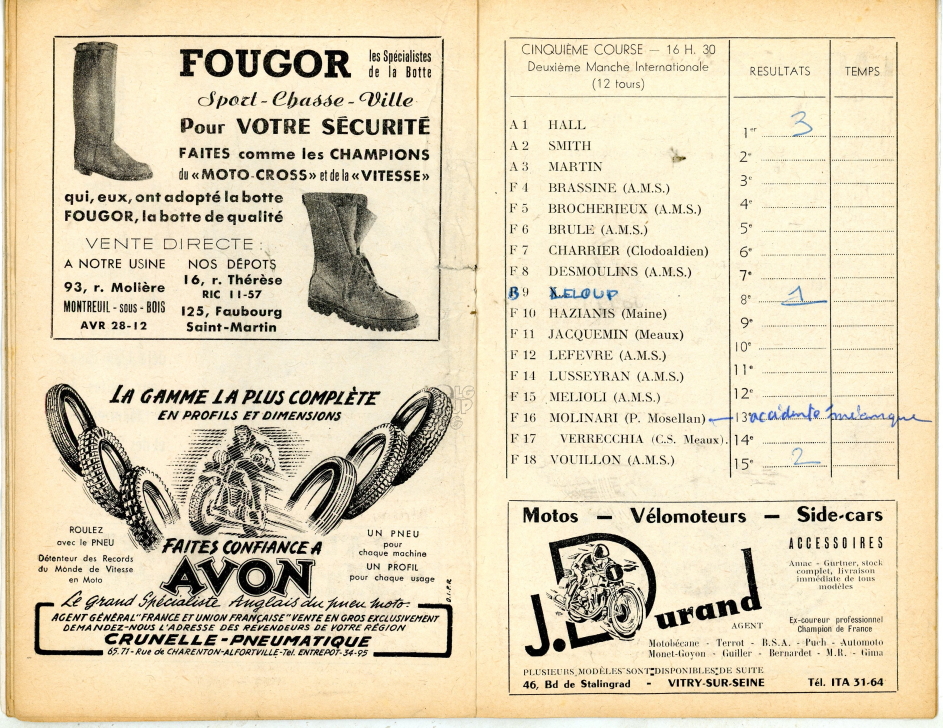 FOUGOR les Spécialistes de la Botte
Sport - Chasse - Ville
Pour VOTRE SÉCURITÉ
FAITES comme les CHAMPIONS
du «MOTO-CROSS» et de la «VITESSE»
qui, eux, ont adopté la botte
FOUGOR, la botte de qualité
VENTE DIRECTE :
A NOTRE USINE
93, r. Molière
MONTREUIL - sous - BOIS
AVR 28-12
NOS DÉPOTS
16, r. Thérèse
RIC 11-57
125, Faubourg
Saint-Martin
LA GAMME LA PLUS COMPLÈTE
EN PROFILS ET DIMENSIONS
ROULEZ
avec le PNEU
Détenteur des Records
du Monde de Vitesse
en Moto
UN PNEU
pour
chaque machine
UN PROFIL
pour chaque usage
FAITES CONFIANCE A
AVON
Le grand Spécialiste Anglais du pneu moto.
AGENT GÉNÉRAL "FRANCE ET UNION FRANÇAISE" VENTE EN GROS EXCLUSIVEMENT
DEMANDEZ-NOUS L'ADRESSE DES REVENDEURS DE VOTRE RÉGION
CRUNELLE-PNEUMATIQUE
65.71 - Rue de CHARENTON-ALFORTVILLE-Tél. ENTREPOT-34-95
CINQUIÈME COURSE — 16 H. 30
Deuxième Manche Internationale
(12 tours)
RESULTATS
TEMPS
A 1 HALL
1er 3
A 2 SMITH
2e
A 3 MARTIN
3e
F 4 BRASSINE (A.M.S.)
4e
F 5 BROCHERIEUX (A.M.S.)
5e
F 6 BRULE (A.M.S.)
6e
F 7 CHARRIER (Clodoaldien)
7e
F 8 DESMOULINS (A.M.S.)
8e 1
B 9 LELOUP
9e
F 10 HAZIANIS (Maine)
10e
F 11 JACQUEMIN (Meaux)
11e
F 12 LEFEVRE (A.M.S.)
12e
F 14 LUSSEYRAN (A.M.S.)
F 15 MELIOLI (A.M.S.)
F 16 MOLINARI (P. Mosellan) — 13e accidenté mécanique
F 17 VERRECCHIA (C.S. Meaux).
14e
F 18 VOUILLON (A.M.S.)
15e 2
Motos — Vélomoteurs — Side-cars
J. Durand
AGENT
ACCESSOIRES
Amac - Gurtner, stock
complet, livraison
immédiate de tous
modèles
Ex-coureur professionnel
Champion de France
Motobécane - Terrot - B.S.A. - Puch - Automoto
Monet-Goyon - Guiller - Bernardet - M.R. - Gima
PLUSIEURS MODÈLES SONT DISPONIBLES DE SUITE
46, Bd de Stalingrad - VITRY-SUR-SEINE Tél. ITA 31-64